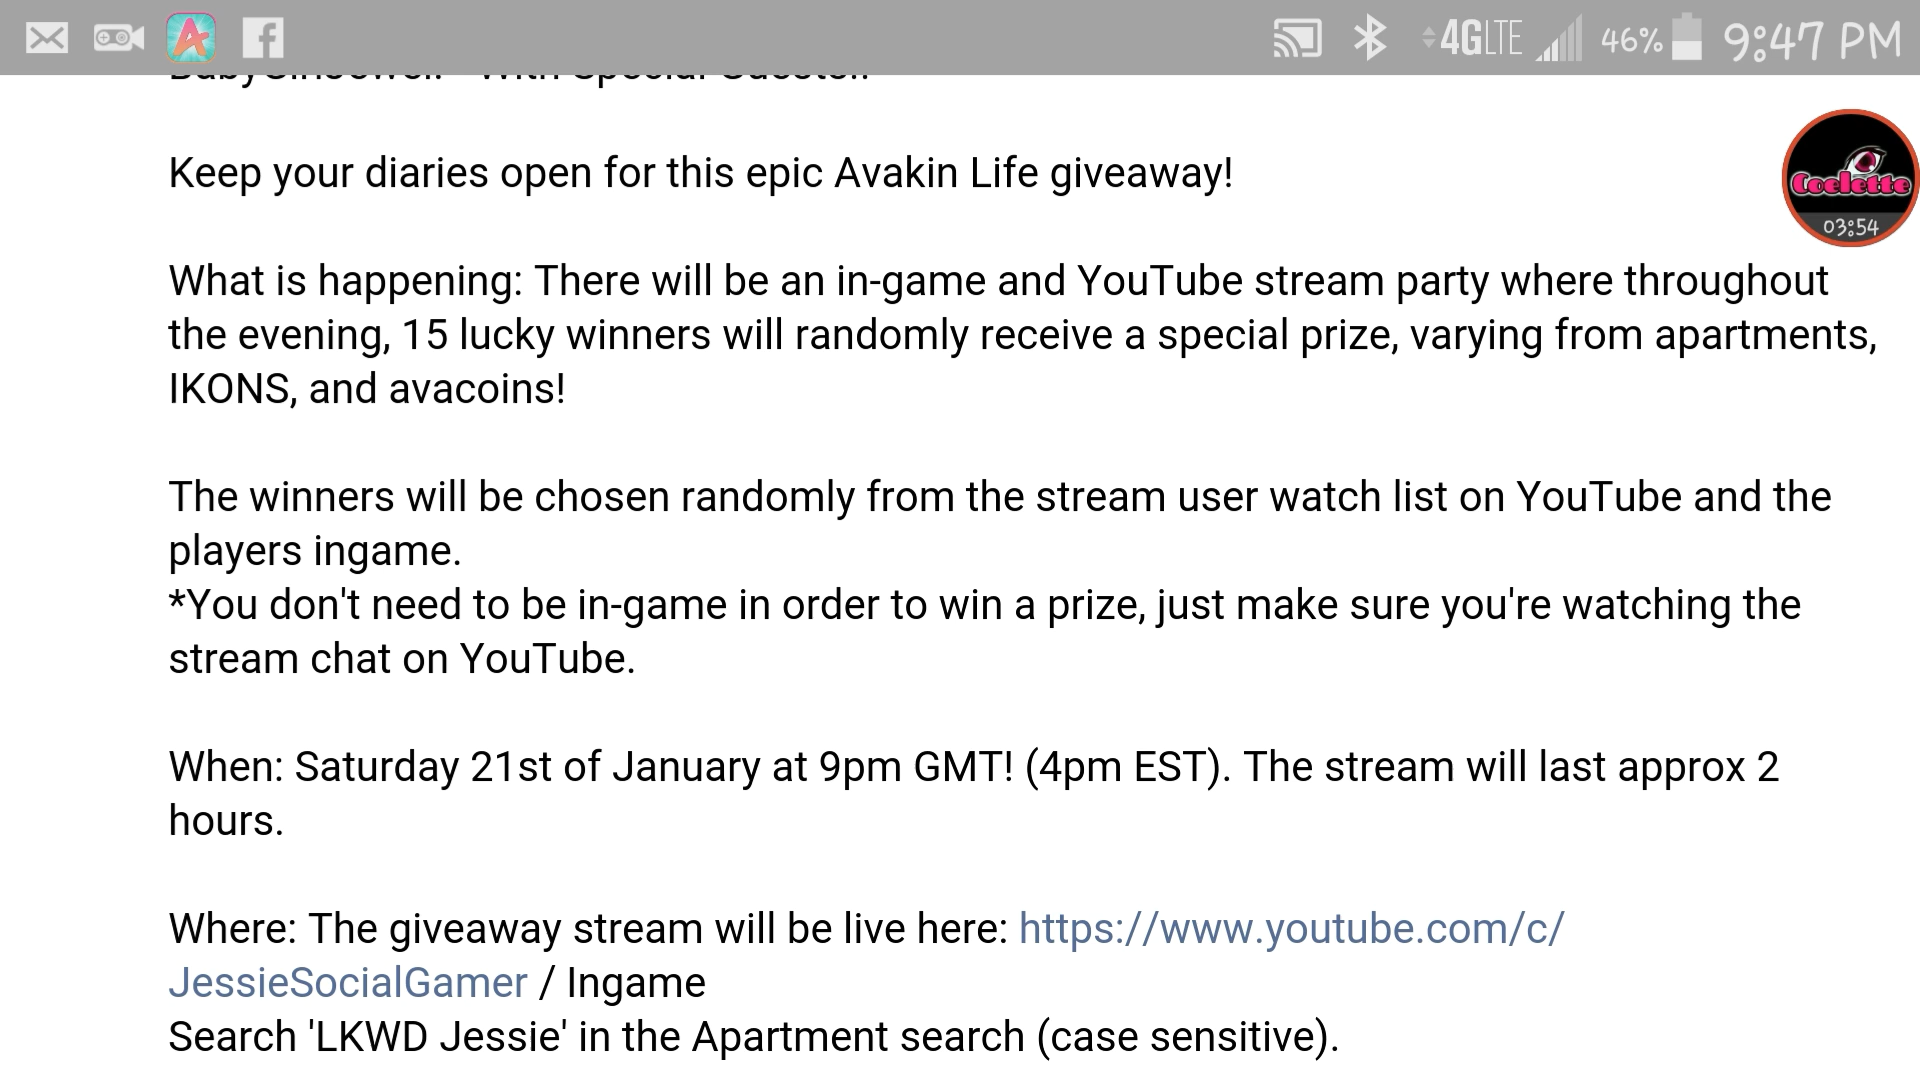 4GLTE 46% 9:47 PM
With Special
Keep your diaries open for this epic Avakin Life giveaway!
Coelette
03:54
What is happening: There will be an in-game and YouTube stream party where throughout
the evening, 15 lucky winners will randomly receive a special prize, varying from apartments,
IKONS, and avacoins!
The winners will be chosen randomly from the stream user watch list on YouTube and the
players ingame.
*You don't need to be in-game in order to win a prize, just make sure you're watching the
stream chat on YouTube.
When: Saturday 21st of January at 9pm GMT! (4pm EST). The stream will last approx 2
hours.
Where: The giveaway stream will be live here: https://www.youtube.com/c/
JessieSocialGamer / Ingame
Search 'LKWD Jessie' in the Apartment search (case sensitive).